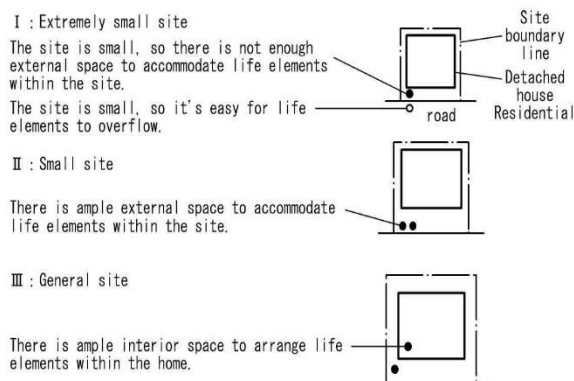 Ⅰ : Extremely small site
The site is small, so there is not enough
external space to accommodate life elements
within the site.
The site is small, so it's easy for life
elements to overflow.
Site
boundary
line
Detached
house
Residential
road
Ⅱ : Small site
There is ample external space to accommodate
life elements within the site.
Ⅲ : General site
There is ample interior space to arrange life
elements within the home.